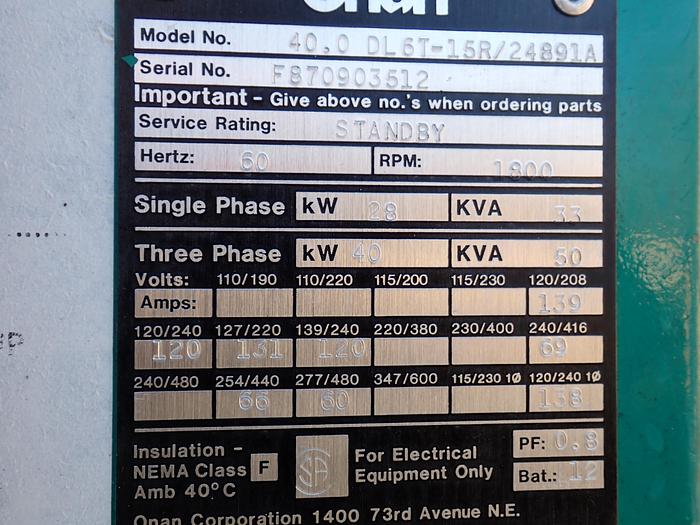 Onan
Model No. 40.0 DL6T-15R/24891A
Serial No. F870903512
Important - Give above no.'s when ordering parts
Service Rating: STANDBY
Hertz: 60 RPM: 1800
Single Phase kW 28 KVA 33
Three Phase kW 40 KVA 50
Volts: 110/190 110/220 115/200 115/230 120/208
Amps: 139
120/240 127/220 139/240 220/380 230/400 240/416
120 131 120 69
240/480 254/440 277/480 347/600 115/230 1Ø 120/240 1Ø
66 60 138
Insulation - NEMA Class F
Amb 40°C
SA
For Electrical
Equipment Only
PF: 0.8
Bat.: 12
Onan Corporation 1400 73rd Avenue N.E.